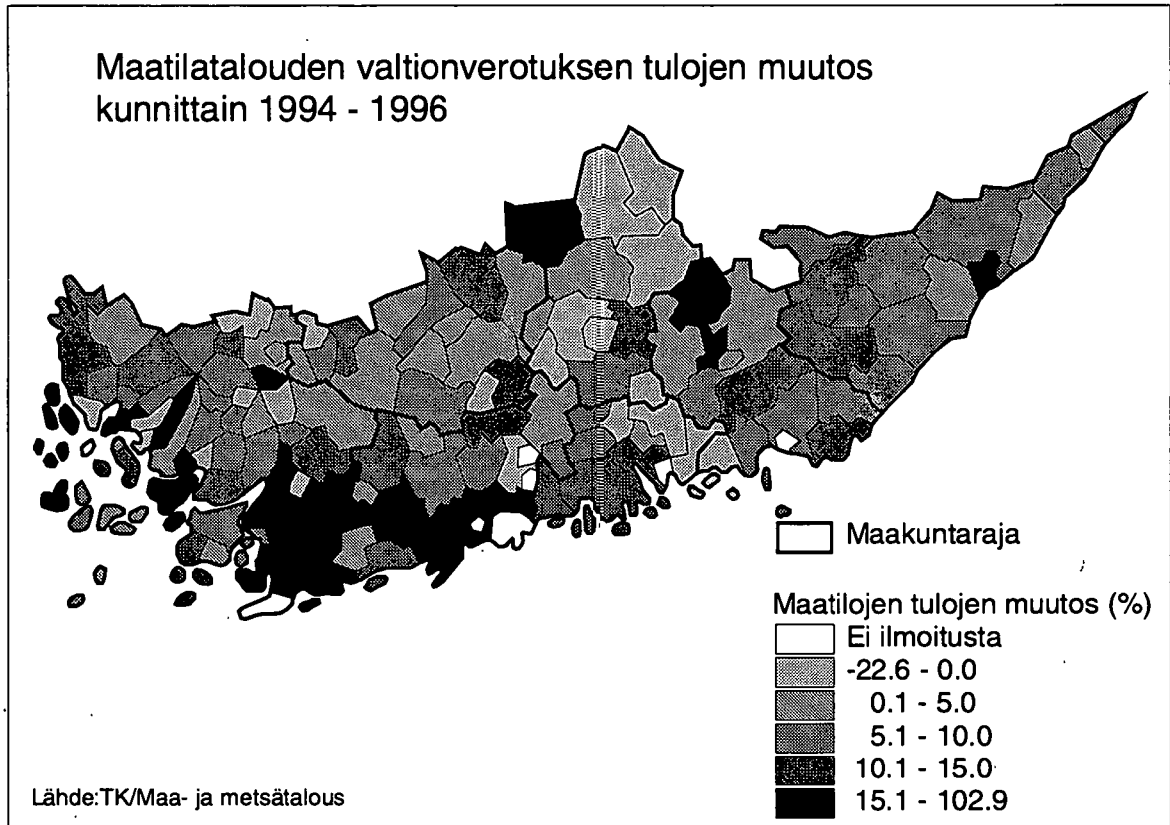 Maatilatalouden valtionverotuksen tulojen muutos
kunnittain 1994 - 1996
Maakuntaraja
Maatilojen tulojen muutos (%)
Ei ilmoitusta
-22.6 - 0.0
0.1 - 5.0
5.1 - 10.0
10.1 - 15.0
15.1 - 102.9
Lähde:TK/Maa- ja metsätalous